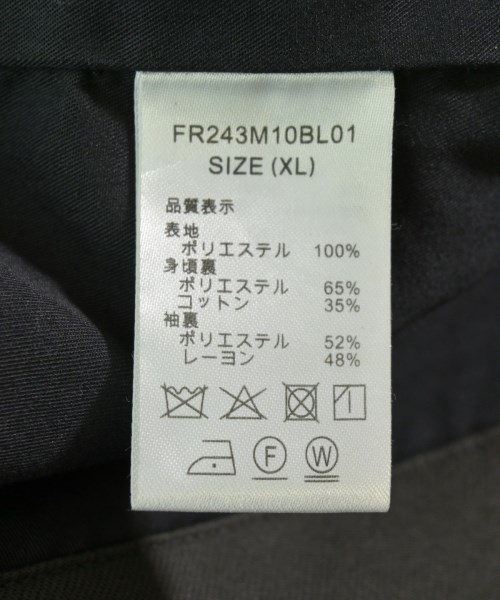 FR243M10BL01
SIZE (XL)
品質表示
表地
ポリエステル 100%
身頃裏
ポリエステル 65%
コットン 35%
袖裏
ポリエステル 52%
レーヨン 48%
F W